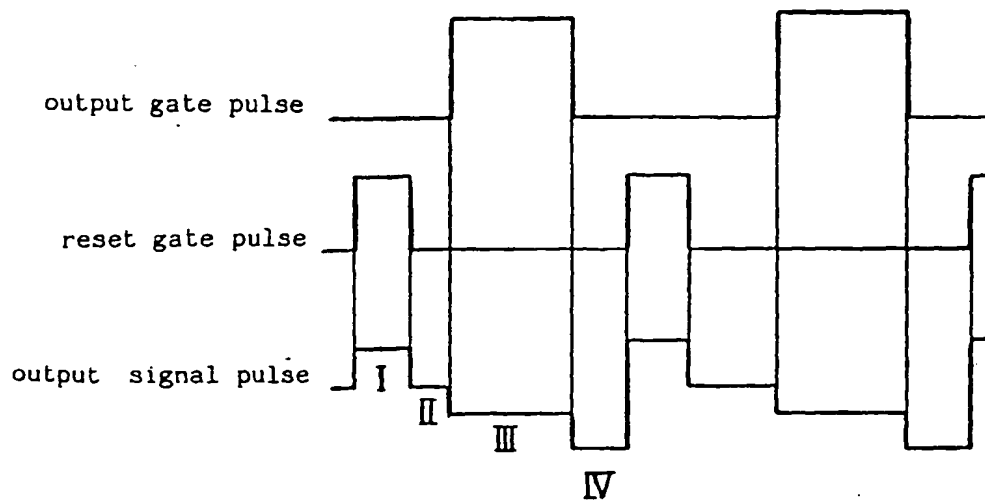 output gate pulse
reset gate pulse
output signal pulse
I
II
III
IV